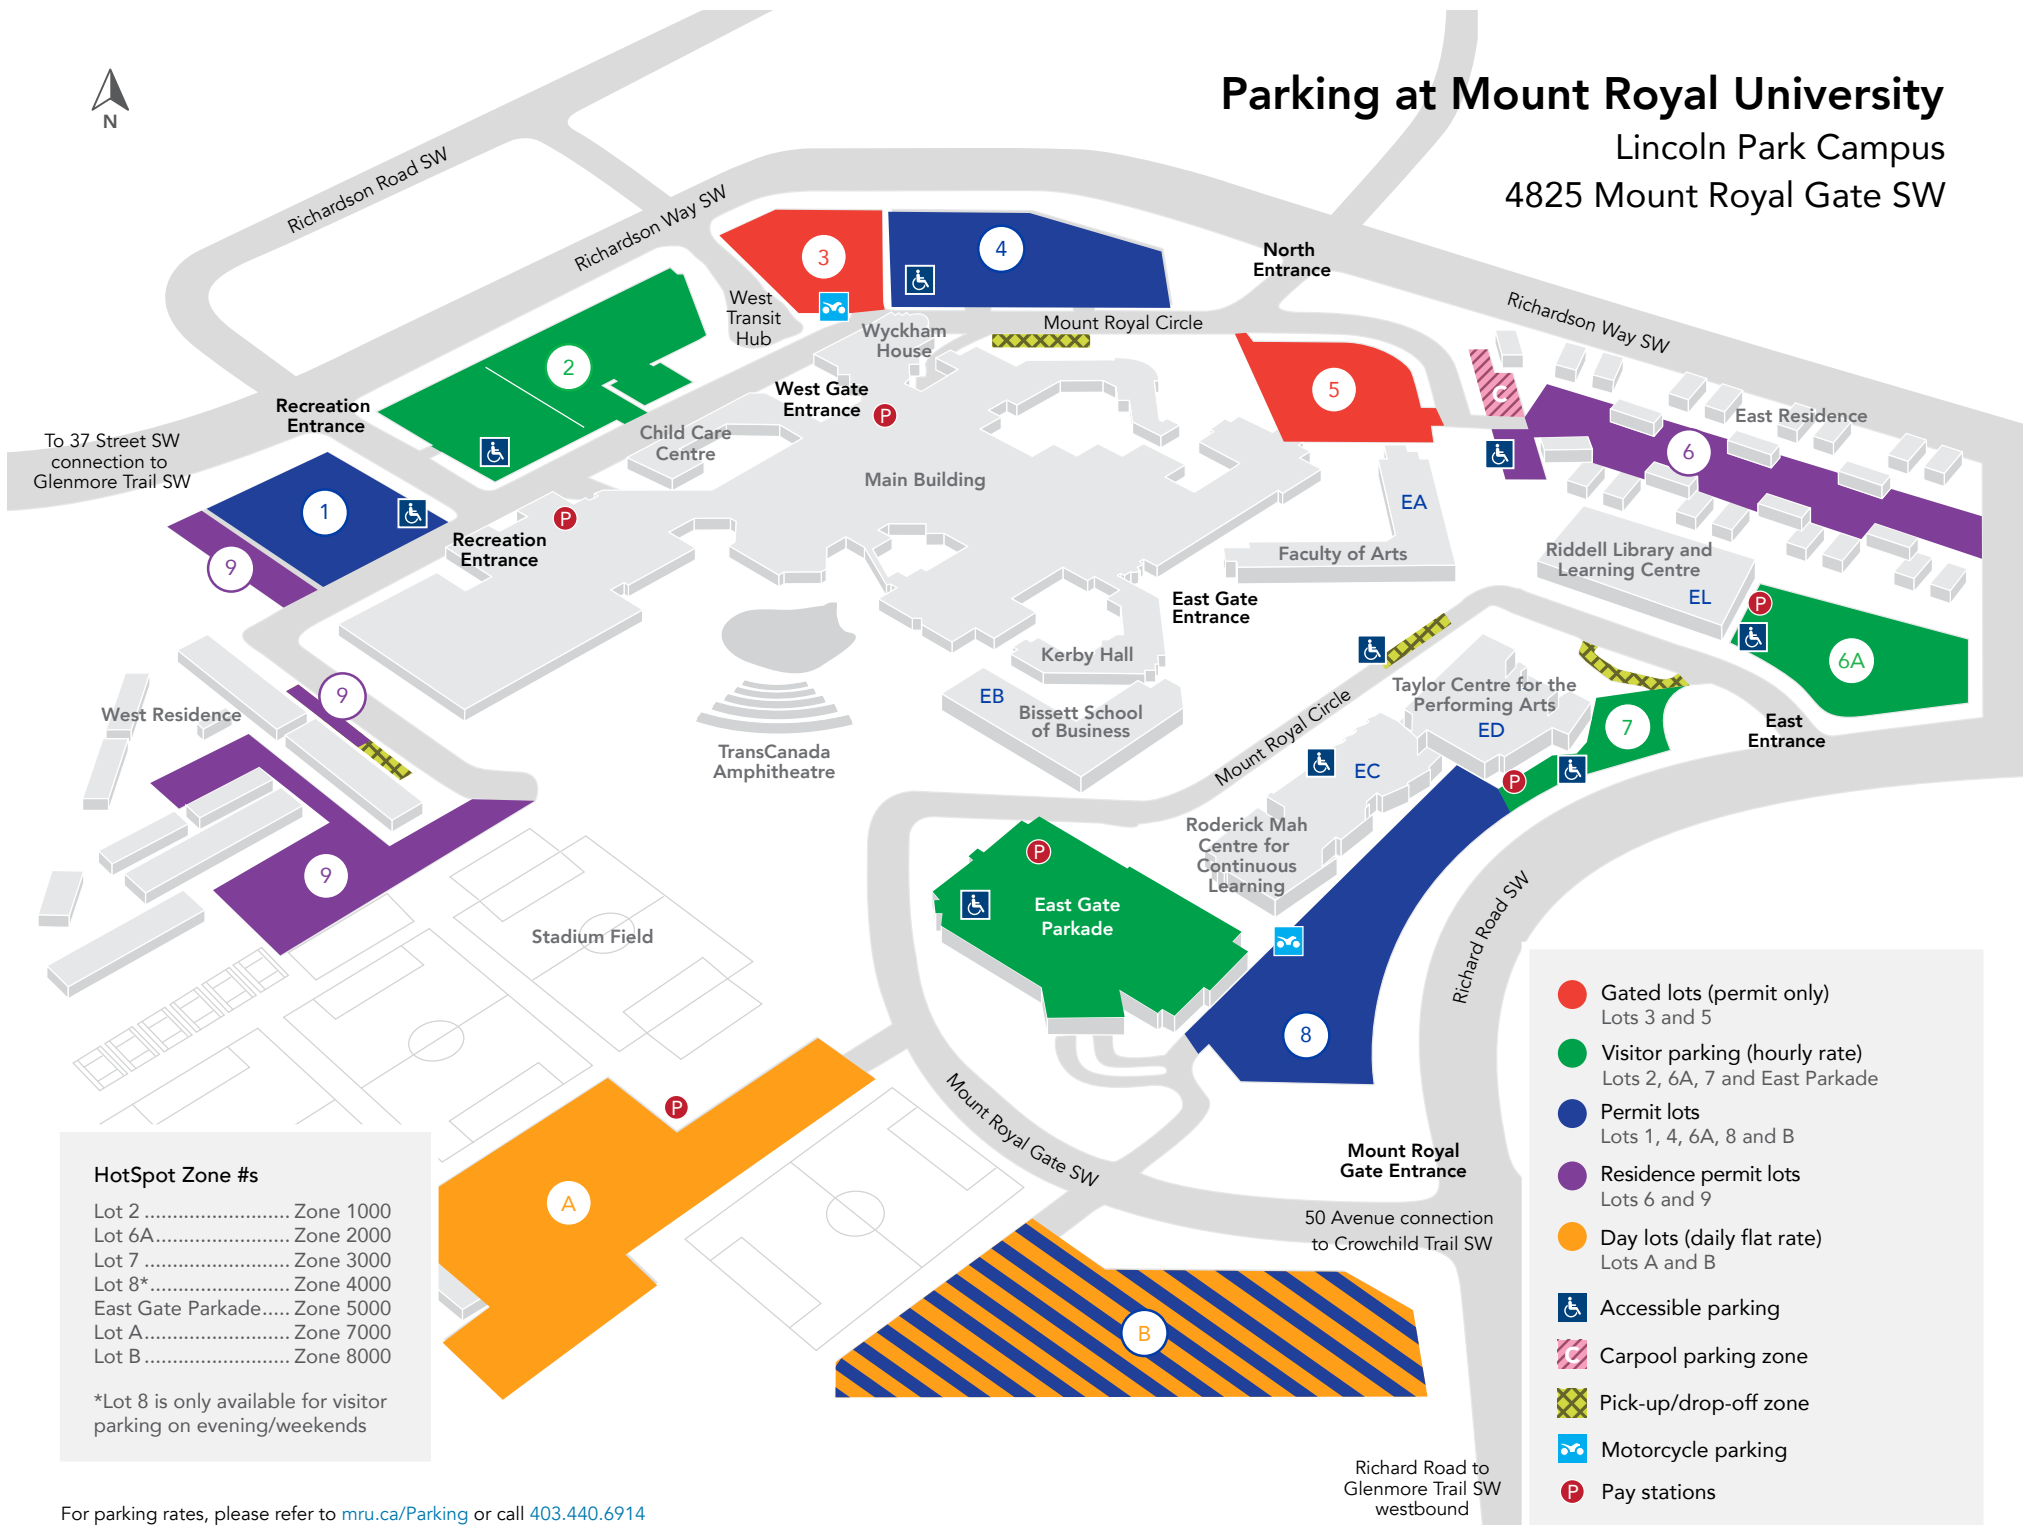 Parking at Mount Royal University
Lincoln Park Campus
4825 Mount Royal Gate SW
N
Richardson Road SW
Richardson Way SW
3
4
North
Entrance
West
Transit
Hub
Wyckham
House
Mount Royal Circle
Richardson Way SW
2
West Gate
Entrance
P
5
C
East Residence
Recreation
Entrance
To 37 Street SW
connection to
Glenmore Trail SW
Child Care
Centre
Main Building
6
1
P
Recreation
Entrance
EA
Faculty of Arts
Riddell Library and
Learning Centre
EL
9
East Gate
Entrance
P
6A
Kerby Hall
9
West Residence
EB
Bissett School
of Business
TransCanada
Amphitheatre
Mount Royal Circle
Taylor Centre for the
Performing Arts
ED
7
East
Entrance
EC
P
Roderick Mah
Centre for
Continuous
Learning
P
East Gate
Parkade
9
Stadium Field
Richard Road SW
8
P
Mount Royal Gate SW
A
Mount Royal
Gate Entrance
50 Avenue connection
to Crowchild Trail SW
B
Richard Road to
Glenmore Trail SW
westbound
Gated lots (permit only)
Lots 3 and 5
Visitor parking (hourly rate)
Lots 2, 6A, 7 and East Parkade
Permit lots
Lots 1, 4, 6A, 8 and B
Residence permit lots
Lots 6 and 9
Day lots (daily flat rate)
Lots A and B
Accessible parking
C Carpool parking zone
Pick-up/drop-off zone
Motorcycle parking
P Pay stations
HotSpot Zone #s
Lot 2 .......................... Zone 1000
Lot 6A........................ Zone 2000
Lot 7 .......................... Zone 3000
Lot 8*......................... Zone 4000
East Gate Parkade..... Zone 5000
Lot A.......................... Zone 7000
Lot B .......................... Zone 8000
*Lot 8 is only available for visitor
parking on evening/weekends
For parking rates, please refer to mru.ca/Parking or call 403.440.6914